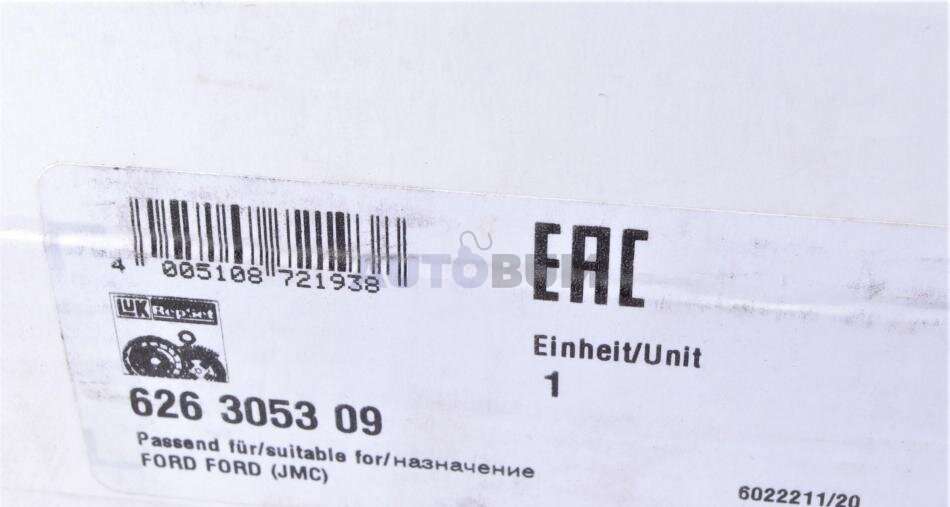 4 005108 721938
EAC
LuK RepSet
Einheit/Unit
1
626 3053 09
Passend für/suitable for/назначение
FORD FORD (JMC)
6022211/20